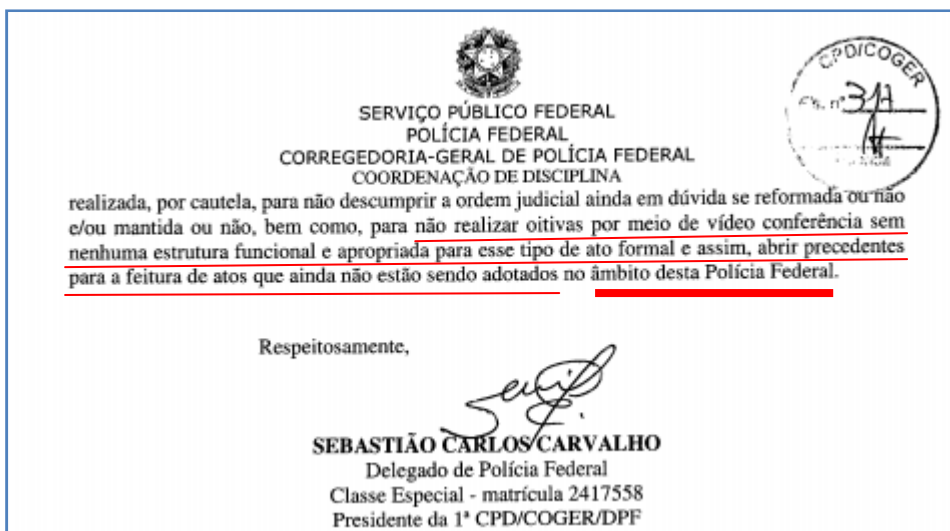 CPD/COGER
Fls. nº 317
SERVIÇO PÚBLICO FEDERAL
POLÍCIA FEDERAL
CORREGEDORIA-GERAL DE POLÍCIA FEDERAL
COORDENAÇÃO DE DISCIPLINA
realizada, por cautela, para não descumprir a ordem judicial ainda em dúvida se reformada ou não
e/ou mantida ou não, bem como, para não realizar oitivas por meio de vídeo conferência sem
nenhuma estrutura funcional e apropriada para esse tipo de ato formal e assim, abrir precedentes
para a feitura de atos que ainda não estão sendo adotados no âmbito desta Polícia Federal.
Respeitosamente,
SEBASTIÃO CARLOS CARVALHO
Delegado de Polícia Federal
Classe Especial - matrícula 2417558
Presidente da 1ª CPD/COGER/DPF